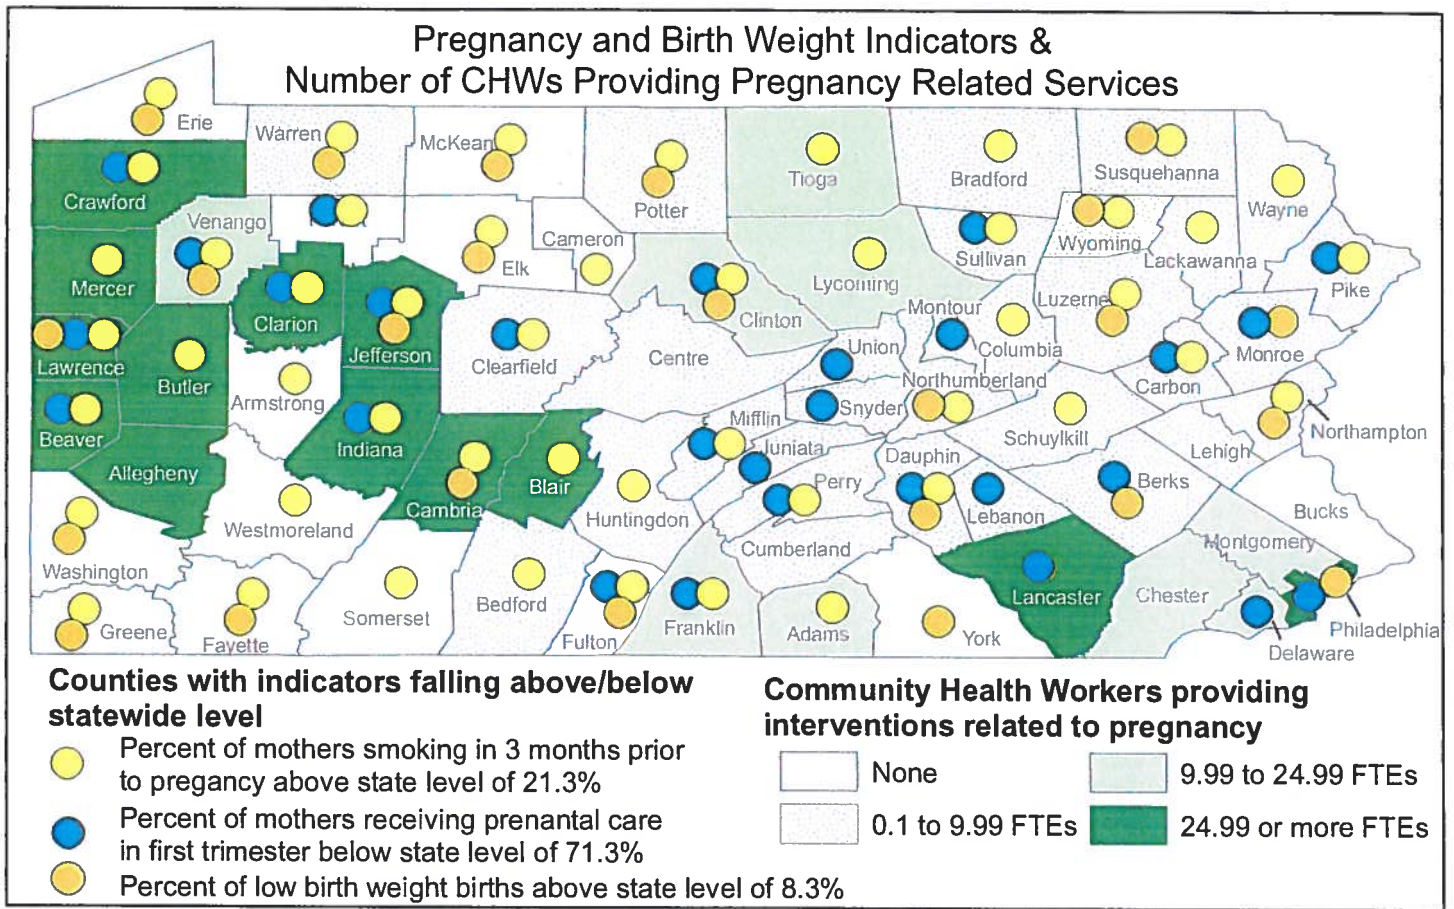 Pregnancy and Birth Weight Indicators &
Number of CHWs Providing Pregnancy Related Services
Erie
Warren
McKean
Potter
Tioga
Bradford
Susquehanna
Wayne
Crawford
Venango
Elk
Cameron
Lycoming
Sullivan
Wyoming
Lackawanna
Pike
Mercer
Clarion
Jefferson
Clearfield
Clinton
Centre
Montour
Columbia
Luzerne
Monroe
Lawrence
Butler
Armstrong
Union
Northumberland
Carbon
Beaver
Indiana
Mifflin
Snyder
Schuylkill
Northampton
Allegheny
Cambria
Blair
Huntingdon
Juniata
Perry
Dauphin
Lebanon
Berks
Lehigh
Bucks
Washington
Westmoreland
Cumberland
Montgomery
Greene
Fayette
Somerset
Bedford
Fulton
Franklin
Adams
York
Lancaster
Chester
Delaware
Philadelphia
Counties with indicators falling above/below
statewide level
Percent of mothers smoking in 3 months prior
to pregancy above state level of 21.3%
Percent of mothers receiving prenantal care
in first trimester below state level of 71.3%
Percent of low birth weight births above state level of 8.3%
Community Health Workers providing
interventions related to pregnancy
None
9.99 to 24.99 FTEs
0.1 to 9.99 FTEs
24.99 or more FTEs